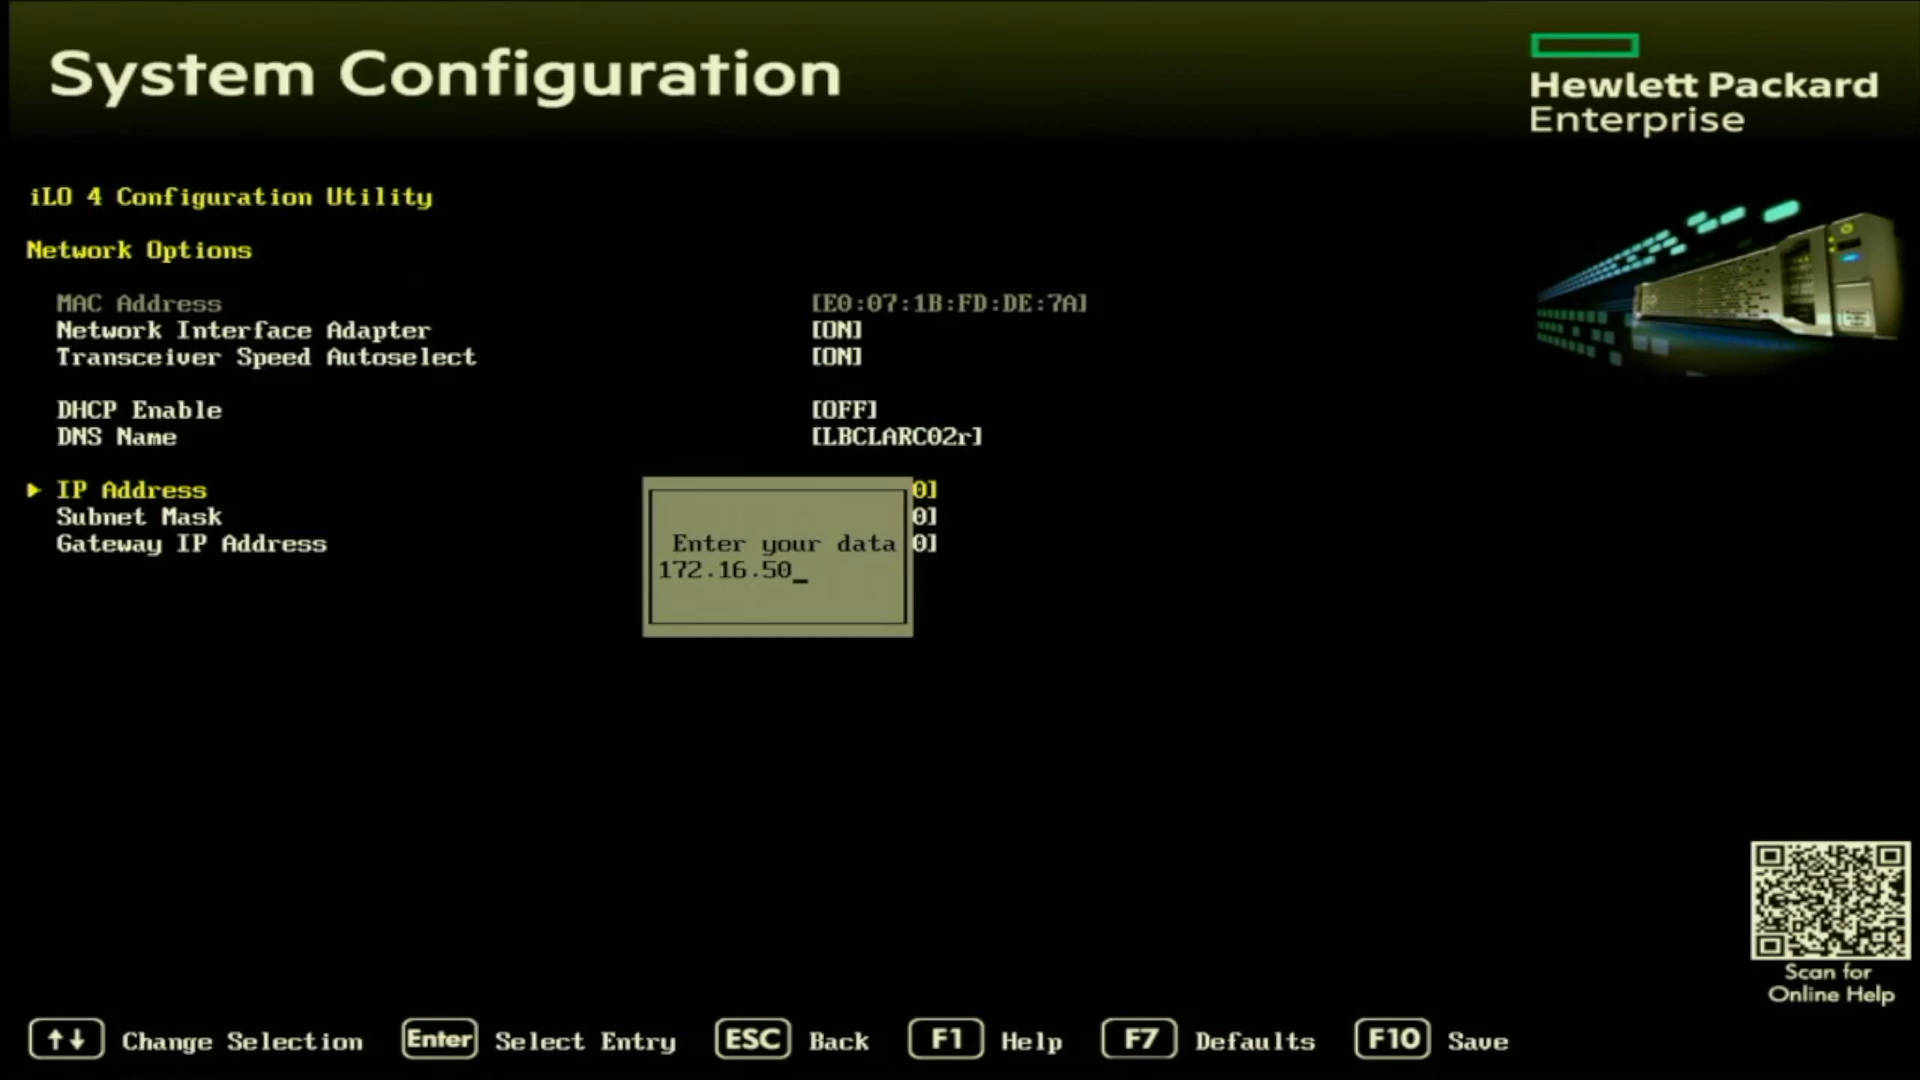 System Configuration
Hewlett Packard
Enterprise
iLO 4 Configuration Utility
Network Options
MAC Address [E0:07:1B:FD:DE:7A]
Network Interface Adapter [ON]
Transceiver Speed Autoselect [ON]
DHCP Enable [OFF]
DNS Name [LBCLARC02r]
IP Address 0]
Subnet Mask 0]
Gateway IP Address 0]
Enter your data
172.16.50_
Scan for
Online Help
↑↓ Change Selection Enter Select Entry ESC Back F1 Help F7 Defaults F10 Save